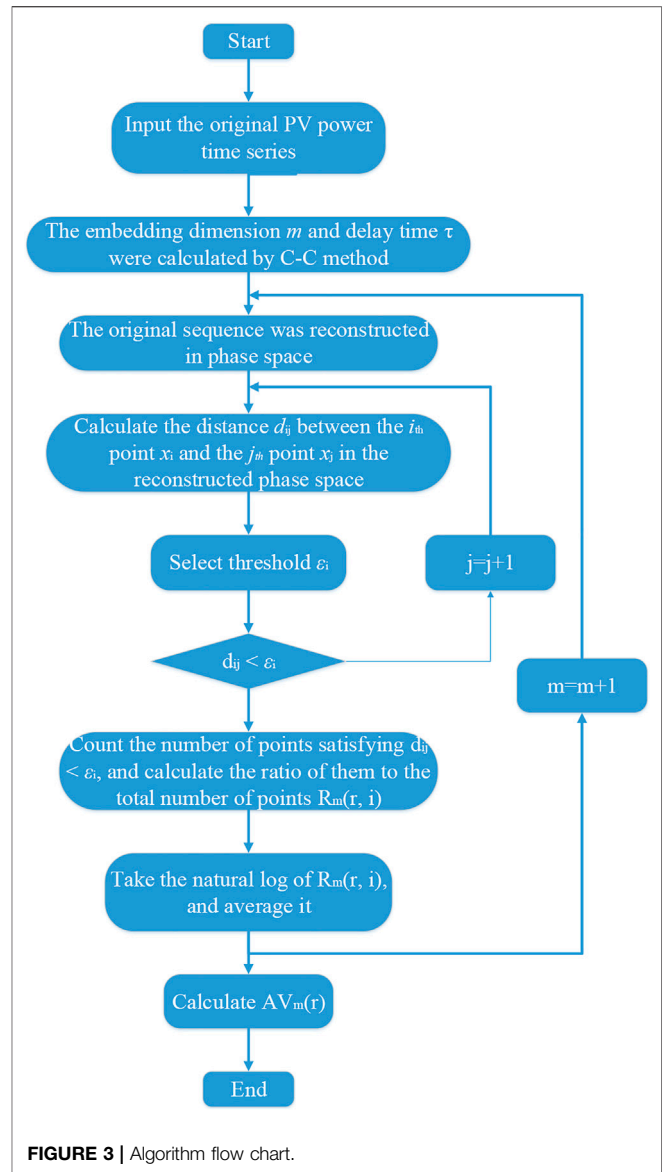 Start
Input the original PV power
time series
The embedding dimension m and delay time τ
were calculated by C-C method
The original sequence was reconstructed
in phase space
Calculate the distance dij between the ith
point xi and the jth point xj in the
reconstructed phase space
Select threshold εi
j=j+1
dij < εi
m=m+1
Count the number of points satisfying dij
< εi, and calculate the ratio of them to the
total number of points Rm(r, i)
Take the natural log of Rm(r, i),
and average it
Calculate AVm(r)
End
FIGURE 3 | Algorithm flow chart.